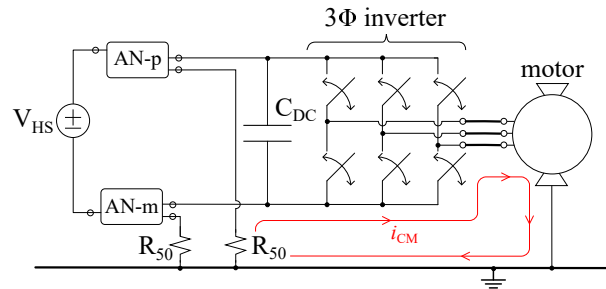 3Φ inverter
AN-p
motor
V_HS
±
C_DC
AN-m
R_50
R_50
i_CM